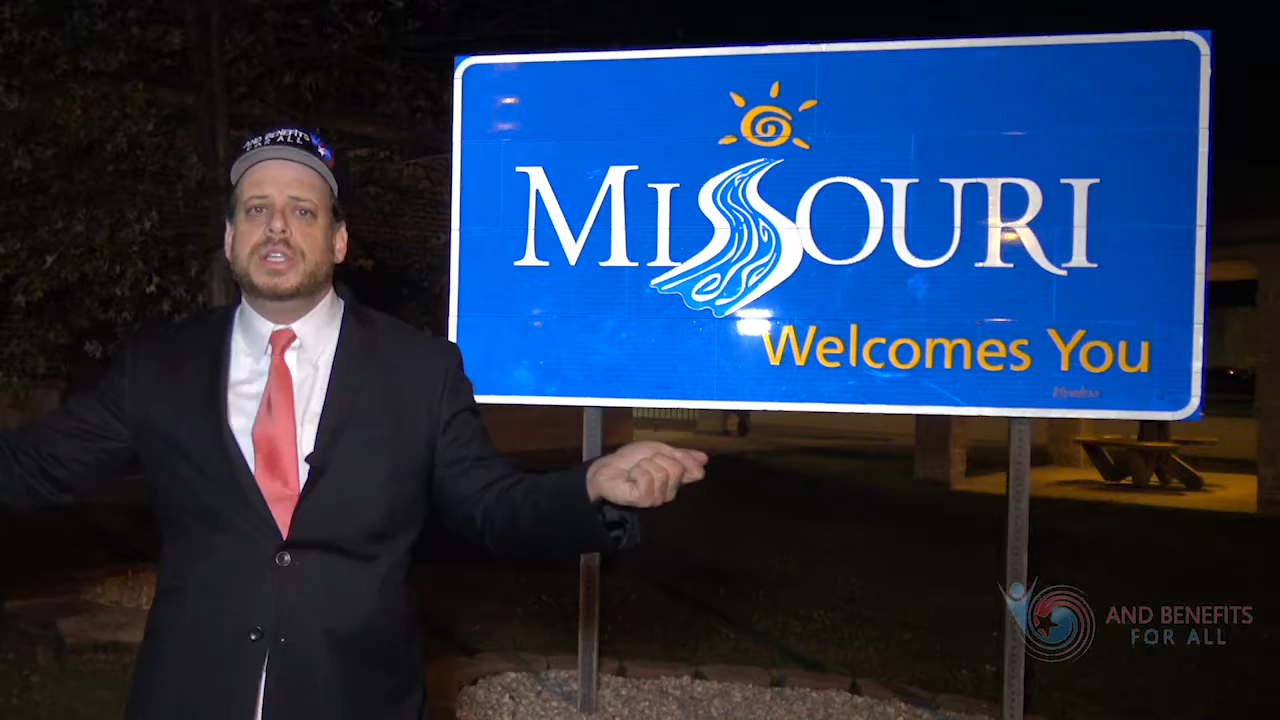 AND BENEFITS
FOR ALL
MISSOURI
Welcomes You
AND BENEFITS
FOR ALL